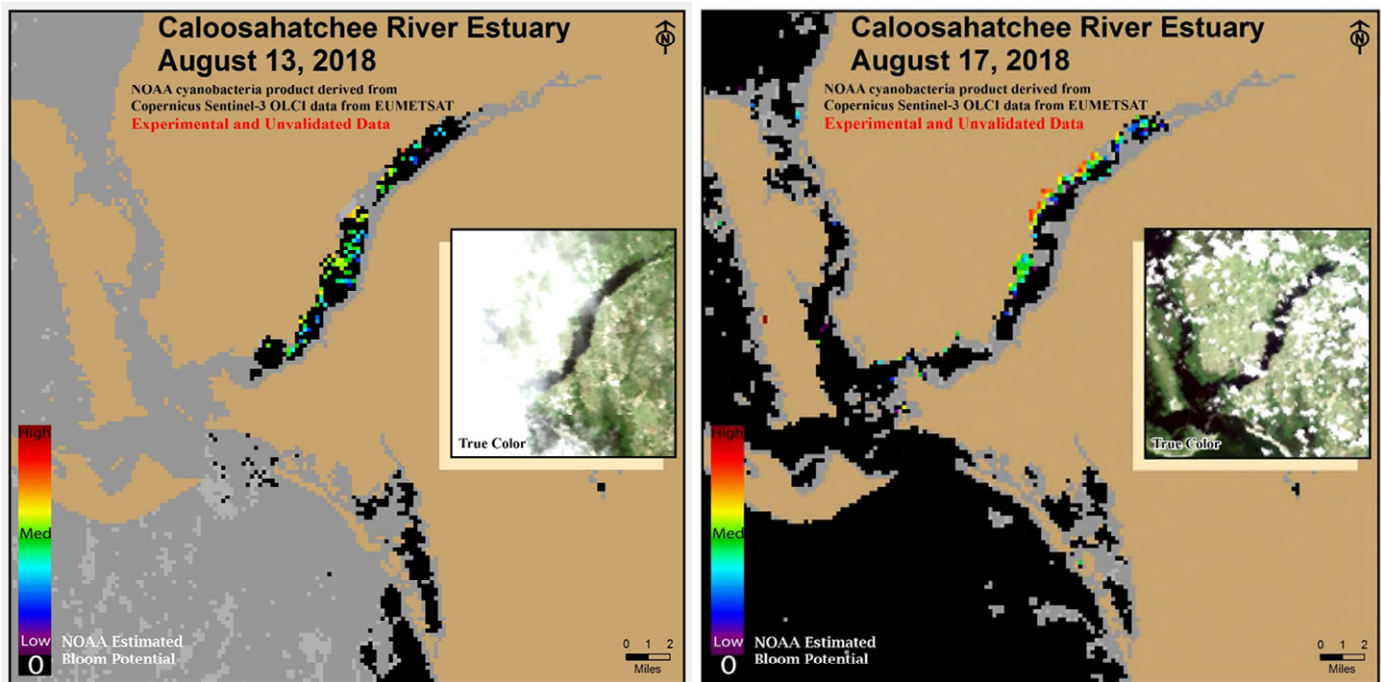 Caloosahatchee River Estuary
August 13, 2018
N
NOAA cyanobacteria product derived from
Copernicus Sentinel-3 OLCI data from EUMETSAT
Experimental and Unvalidated Data
True Color
High
Med
Low
0
NOAA Estimated
Bloom Potential
0 1 2
Miles
Caloosahatchee River Estuary
August 17, 2018
N
NOAA cyanobacteria product derived from
Copernicus Sentinel-3 OLCI data from EUMETSAT
Experimental and Unvalidated Data
True Color
High
Med
Low
0
NOAA Estimated
Bloom Potential
0 1 2
Miles